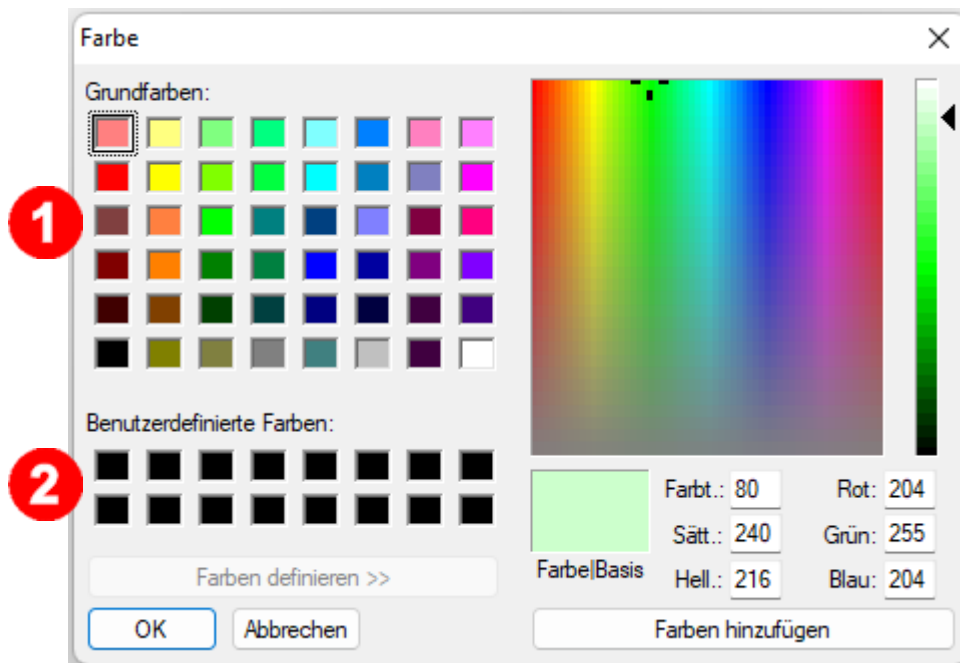 Farbe
Grundfarben:
1
Benutzerdefinierte Farben:
2
Farben definieren >>
OK
Abbrechen
Farbe|Basis
Farbt.: 80
Sätt.: 240
Hell.: 216
Rot: 204
Grün: 255
Blau: 204
Farben hinzufügen